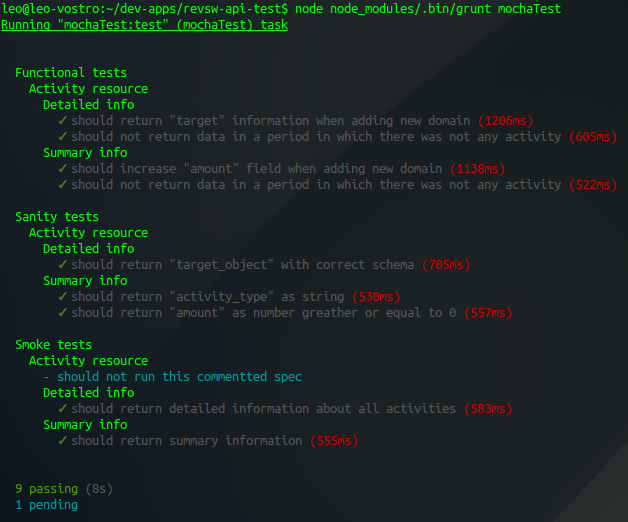 leo@leo-vostro:~/dev-apps/revsw-api-test$ node node_modules/.bin/grunt mochaTest
Running "mochaTest:test" (mochaTest) task
Functional tests
Activity resource
Detailed info
✓ should return "target" information when adding new domain (1206ms)
✓ should not return data in a period in which there was not any activity (605ms)
Summary info
✓ should increase "amount" field when adding new domain (1138ms)
✓ should not return data in a period in which there was not any activity (522ms)
Sanity tests
Activity resource
Detailed info
✓ should return "target_object" with correct schema (705ms)
Summary info
✓ should return "activity_type" as string (530ms)
✓ should return "amount" as number greather or equal to 0 (557ms)
Smoke tests
Activity resource
- should not run this commentted spec
Detailed info
✓ should return detailed information about all activities (583ms)
Summary info
✓ should return summary information (555ms)
9 passing (8s)
1 pending